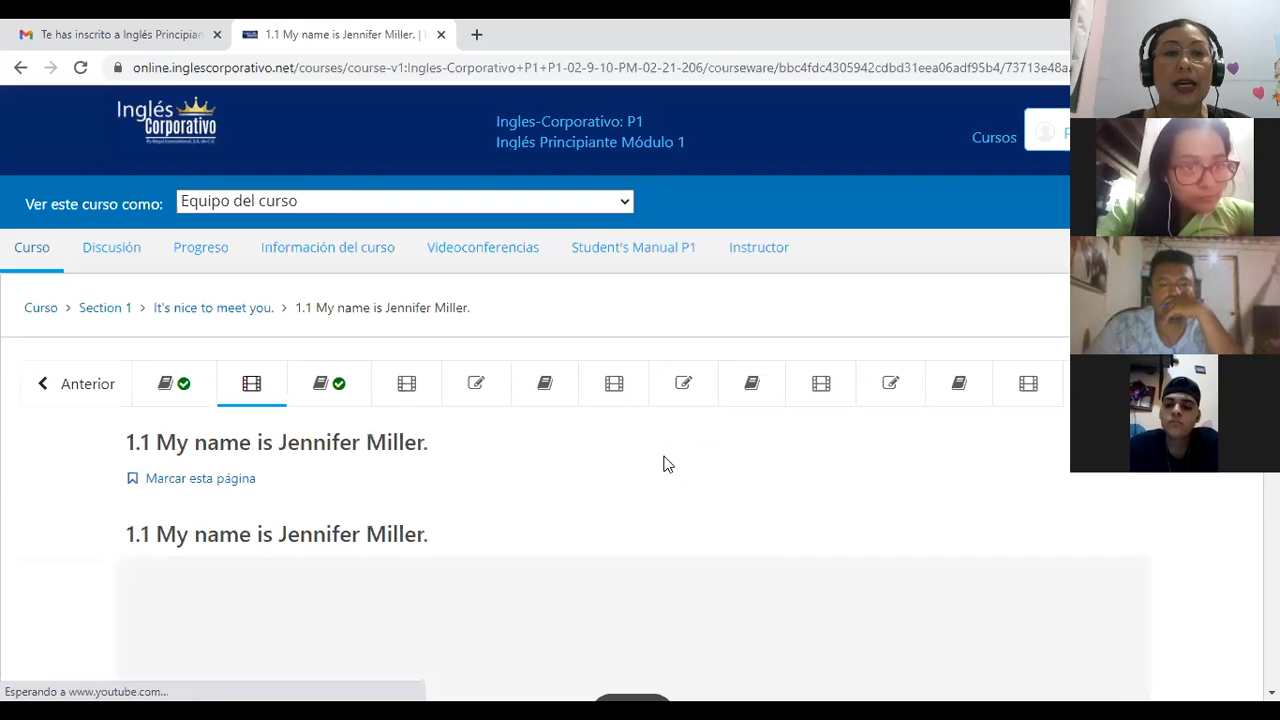 Te has inscrito a Inglés Principian
1.1 My name is Jennifer Miller. |
online.inglescorporativo.net/courses/course-v1:Ingles-Corporativo+P1+P1-02-9-10-PM-02-21-206/courseware/bbc4fdc4305942cdbd31eea06adf95b4/73713e48a
Inglés
Corporativo
Ingles-Corporativo: P1
Inglés Principiante Módulo 1
Cursos
Ver este curso como:
Equipo del curso
Curso
Discusión
Progreso
Información del curso
Videoconferencias
Student's Manual P1
Instructor
Curso > Section 1 > It's nice to meet you. > 1.1 My name is Jennifer Miller.
Anterior
1.1 My name is Jennifer Miller.
Marcar esta página
1.1 My name is Jennifer Miller.
Esperando a www.youtube.com...